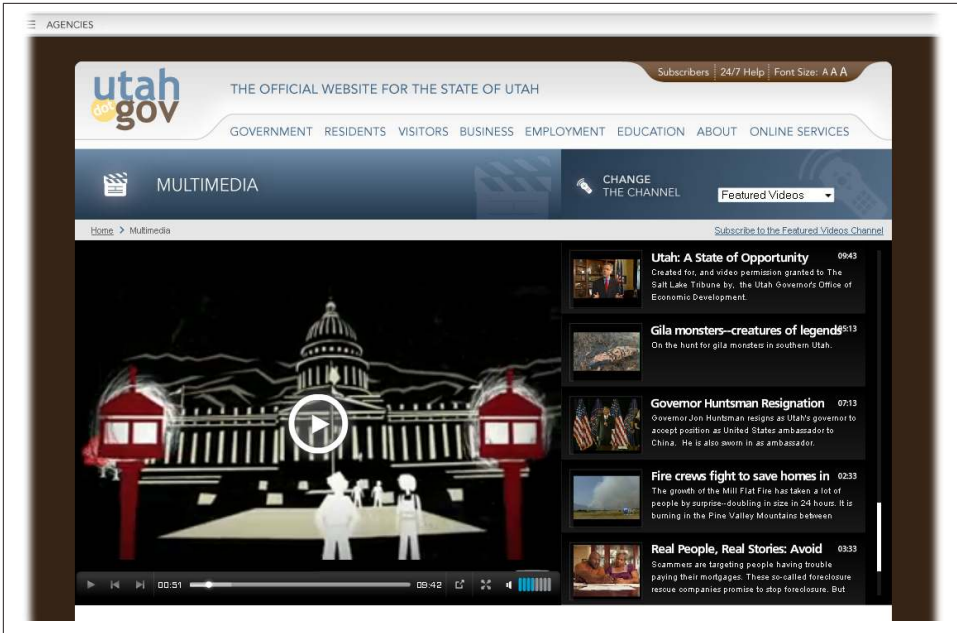 AGENCIES
Subscribers 24/7 Help Font Size: A A A
utah
dot
gov
THE OFFICIAL WEBSITE FOR THE STATE OF UTAH
GOVERNMENT RESIDENTS VISITORS BUSINESS EMPLOYMENT EDUCATION ABOUT ONLINE SERVICES
MULTIMEDIA
CHANGE
THE CHANNEL
Featured Videos
Home > Multimedia
Subscribe to the Featured Videos Channel
Utah: A State of Opportunity 09:43
Created for, and video permission granted to The
Salt Lake Tribune by, the Utah Governor's Office of
Economic Development.
Gila monsters--creatures of legends 05:13
On the hunt for gila monsters in southern Utah.
Governor Huntsman Resignation 07:13
Governor Jon Huntsman resigns as Utah's governor to
accept position as United States ambassador to
China. He is also sworn in as ambassador.
Fire crews fight to save homes in 02:33
The growth of the Mill Flat Fire has taken a lot of
people by surprise--doubling in size in 24 hours. It is
burning in the Pine Valley Mountains between
Real People, Real Stories: Avoid 03:33
Scammers are targeting people having trouble
paying their mortgages. These so-called foreclosure
rescue companies promise to stop foreclosure. But
00:51 09:42